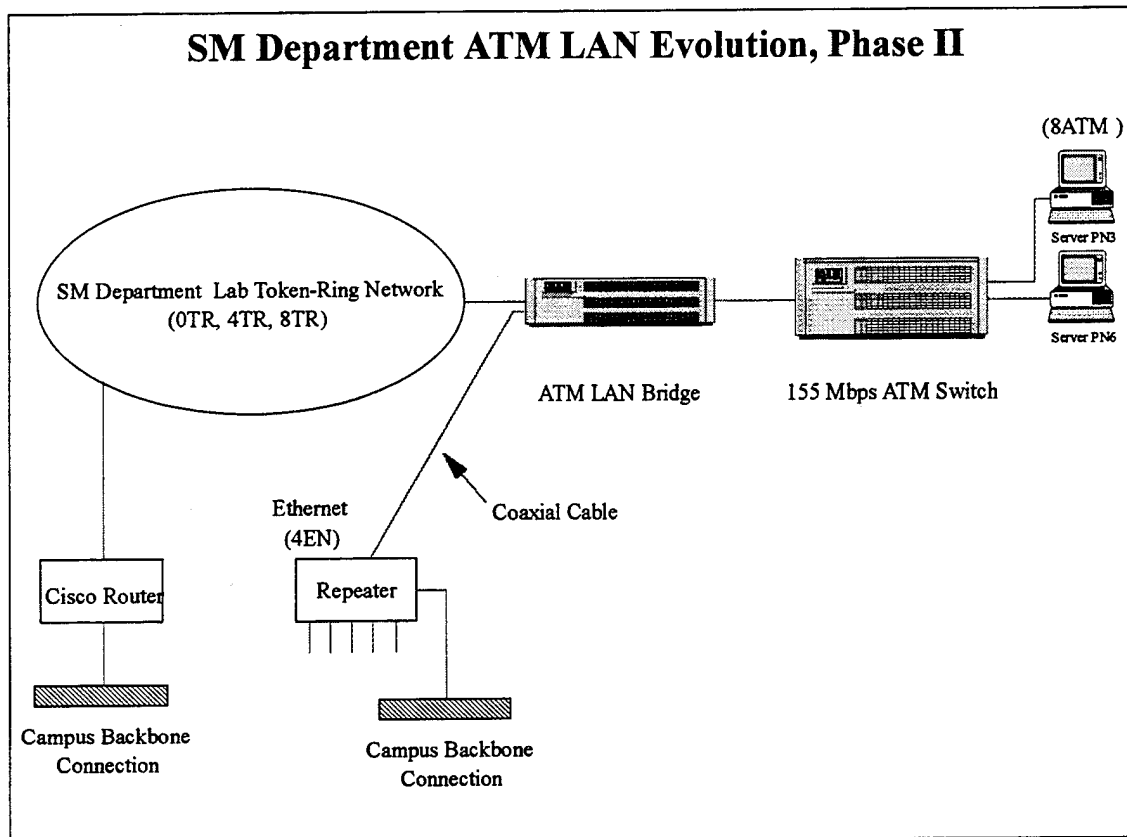 SM Department ATM LAN Evolution, Phase II
(8ATM )
Server PN3
Server PN6
SM Department Lab Token-Ring Network
(0TR, 4TR, 8TR)
ATM LAN Bridge
155 Mbps ATM Switch
Coaxial Cable
Ethernet
(4EN)
Cisco Router
Repeater
Campus Backbone
Connection
Campus Backbone
Connection